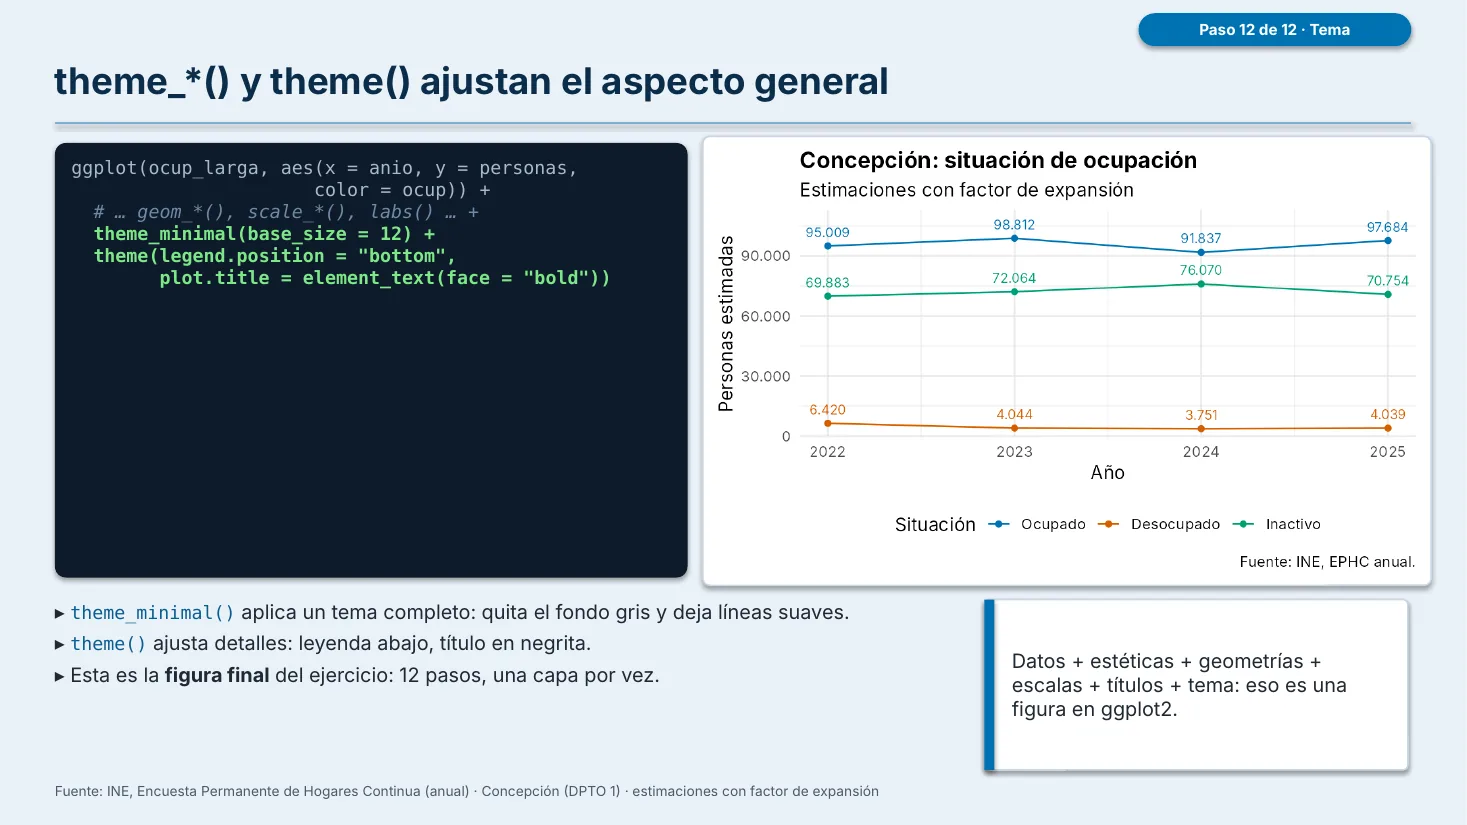 Paso 12 de 12 · Tema
theme_*() y theme() ajustan el aspecto general
ggplot(ocup_larga, aes(x = anio, y = personas,
color = ocup)) +
# … geom_*(), scale_*(), labs() … +
theme_minimal(base_size = 12) +
theme(legend.position = "bottom",
plot.title = element_text(face = "bold"))
Concepción: situación de ocupación
Estimaciones con factor de expansión
Personas estimadas
90.000
60.000
30.000
0
95.009
98.812
91.837
97.684
69.883
72.064
76.070
70.754
6.420
4.044
3.751
4.039
2022
2023
2024
2025
Año
Situación Ocupado Desocupado Inactivo
Fuente: INE, EPHC anual.
▸ theme_minimal() aplica un tema completo: quita el fondo gris y deja líneas suaves.
▸ theme() ajusta detalles: leyenda abajo, título en negrita.
▸ Esta es la figura final del ejercicio: 12 pasos, una capa por vez.
Datos + estéticas + geometrías +
escalas + títulos + tema: eso es una
figura en ggplot2.
Fuente: INE, Encuesta Permanente de Hogares Continua (anual) · Concepción (DPTO 1) · estimaciones con factor de expansión